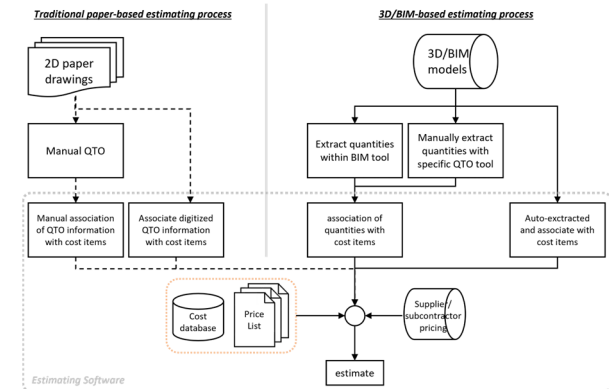 Traditional paper-based estimating process
3D/BIM-based estimating process
2D paper
drawings
3D/BIM
models
Manual QTO
Extract quantities
within BIM tool
Manually extract
quantities with
specific QTO tool
Manual association
of QTO information
with cost items
Associate digitized
QTO information
with cost items
association of
quantities with
cost items
Auto-exctracted
and associate with
cost items
Cost
database
Price
List
Supplier/
subcontractor
pricing
estimate
Estimating Software